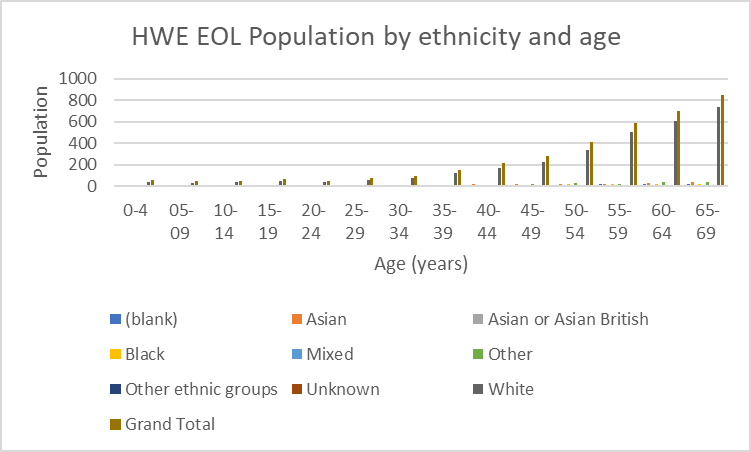 HWE EOL Population by ethnicity and age
Population
1000
800
600
400
200
0
0-4 05- 10- 15- 20- 25- 30- 35- 40- 45- 50- 55- 60- 65-
09 14 19 24 29 34 39 44 49 54 59 64 69
Age (years)
(blank) Asian Asian or Asian British
Black Mixed Other
Other ethnic groups Unknown White
Grand Total